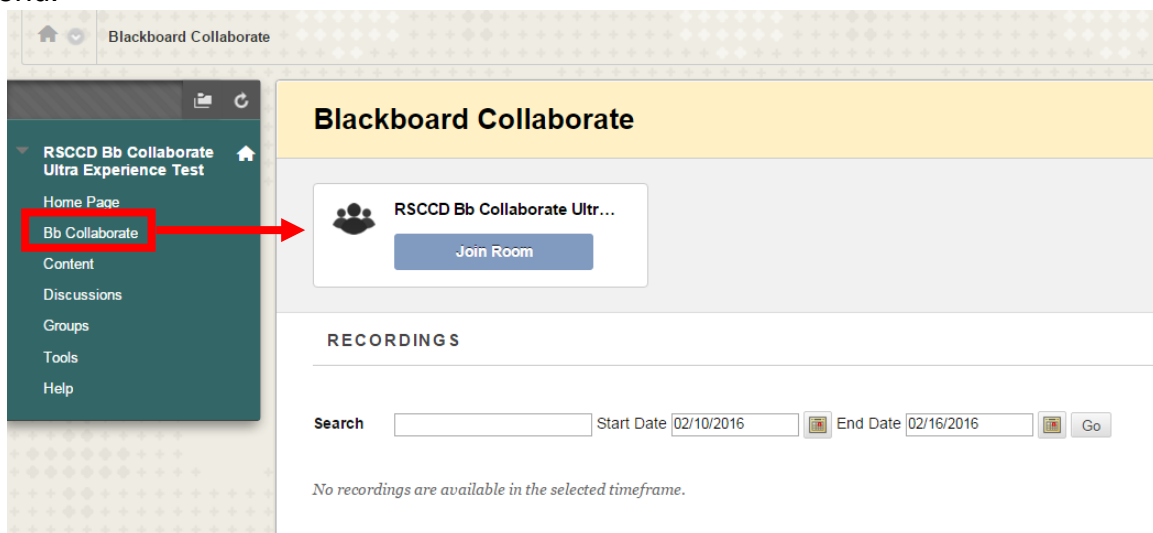 Blackboard Collaborate
RSCCD Bb Collaborate
Ultra Experience Test
Home Page
Bb Collaborate
Content
Discussions
Groups
Tools
Help
Blackboard Collaborate
RSCCD Bb Collaborate Ultr...
Join Room
RECORDINGS
Search Start Date 02/10/2016 End Date 02/16/2016 Go
No recordings are available in the selected timeframe.